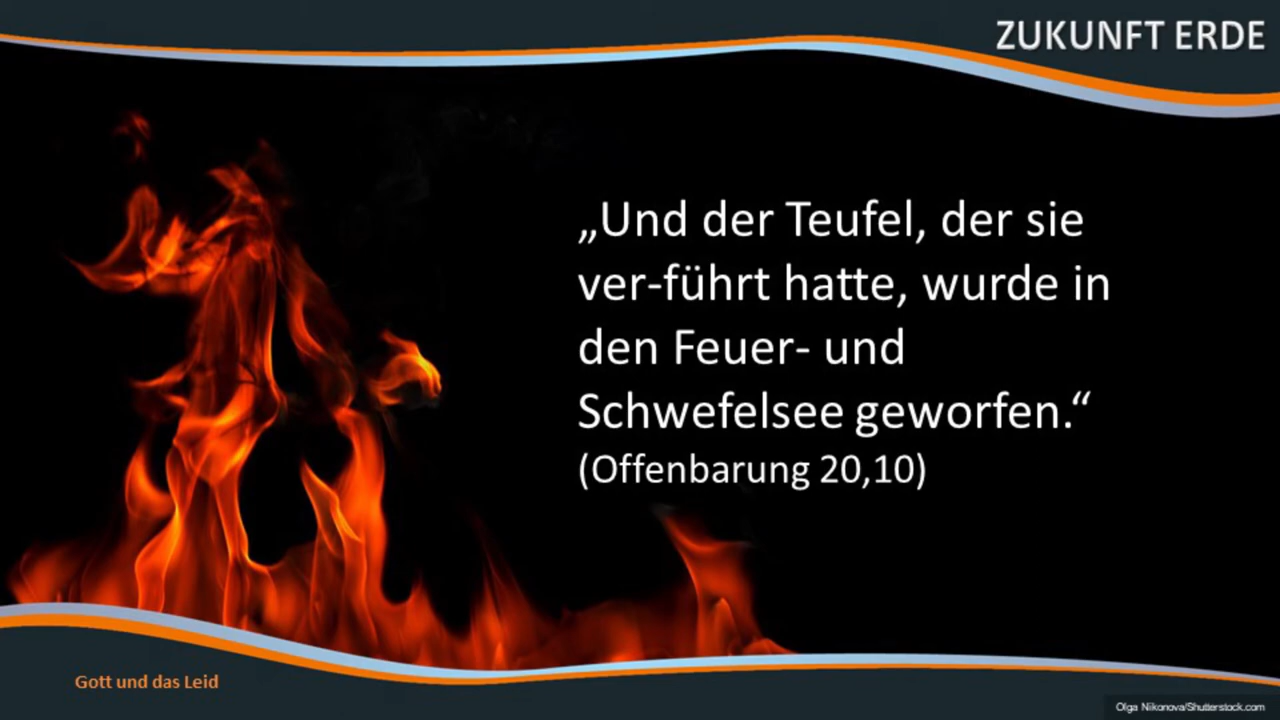 ZUKUNFT ERDE
„Und der Teufel, der sie
ver-führt hatte, wurde in
den Feuer- und
Schwefelsee geworfen.“
(Offenbarung 20,10)
Gott und das Leid
Olga Nikonova/Shutterstock.com